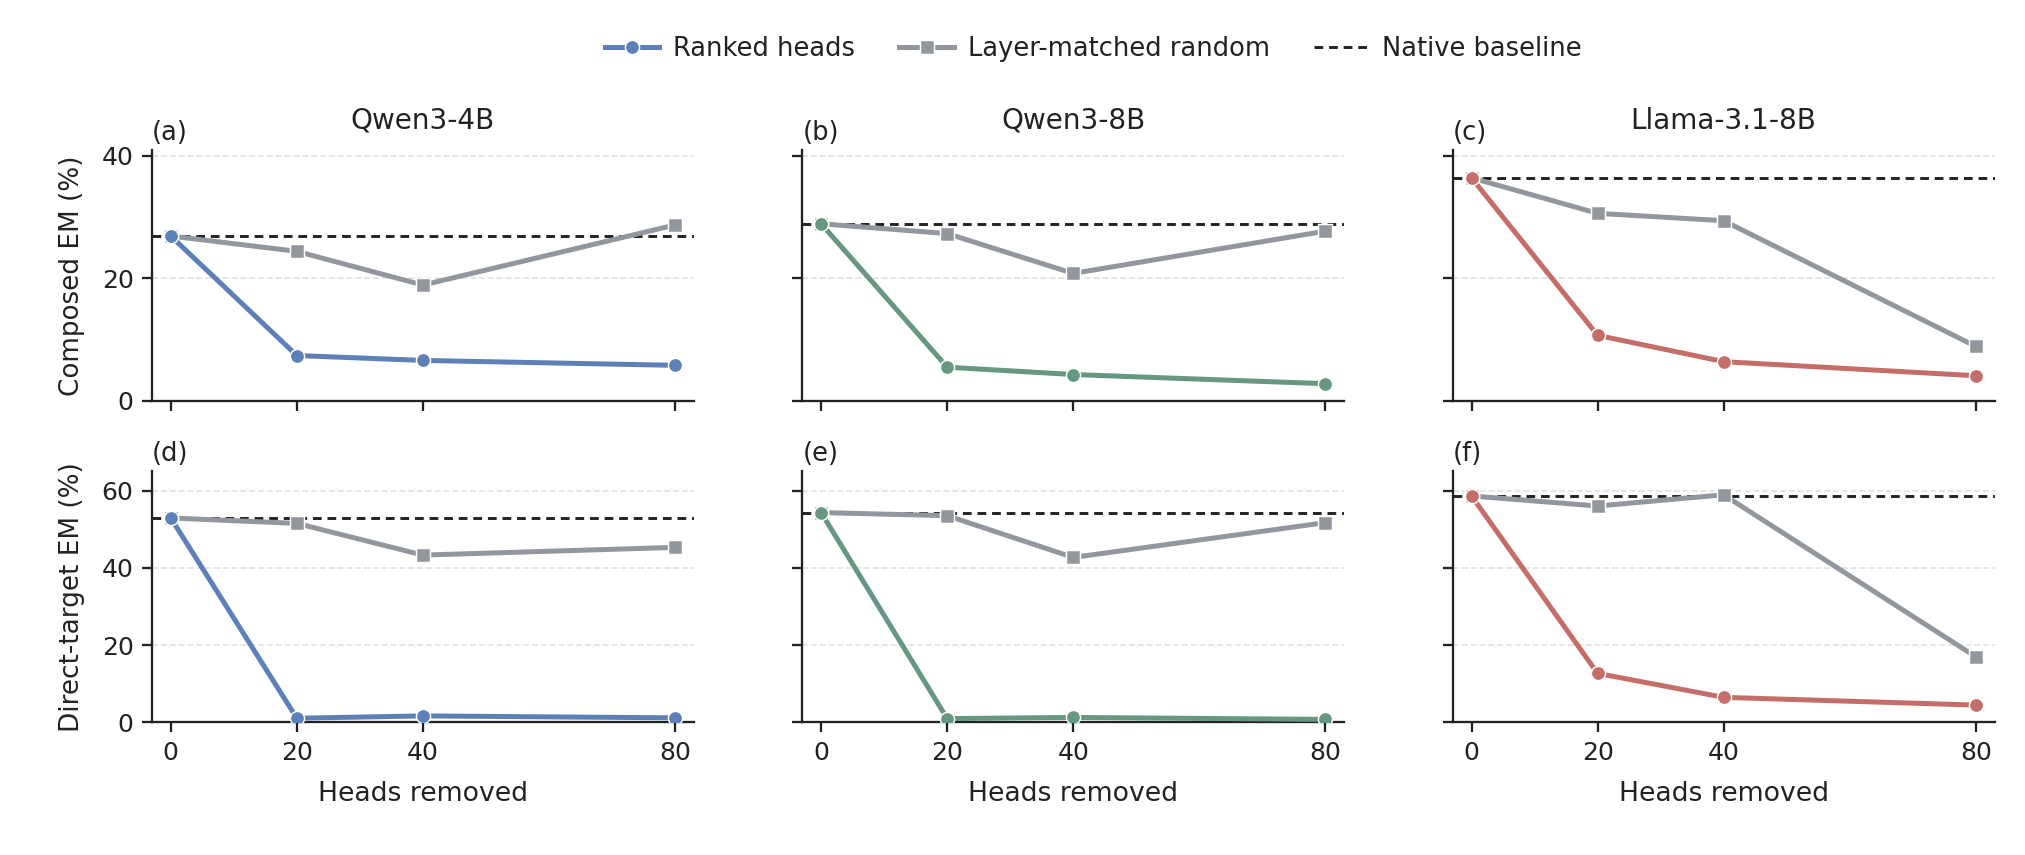 Ranked heads Layer-matched random Native baseline
Qwen3-4B Qwen3-8B Llama-3.1-8B
(a) (b) (c)
Composed EM (%)
40
20
0
(d) (e) (f)
Direct-target EM (%)
60
40
20
0
0 20 40 80 0 20 40 80 0 20 40 80
Heads removed Heads removed Heads removed